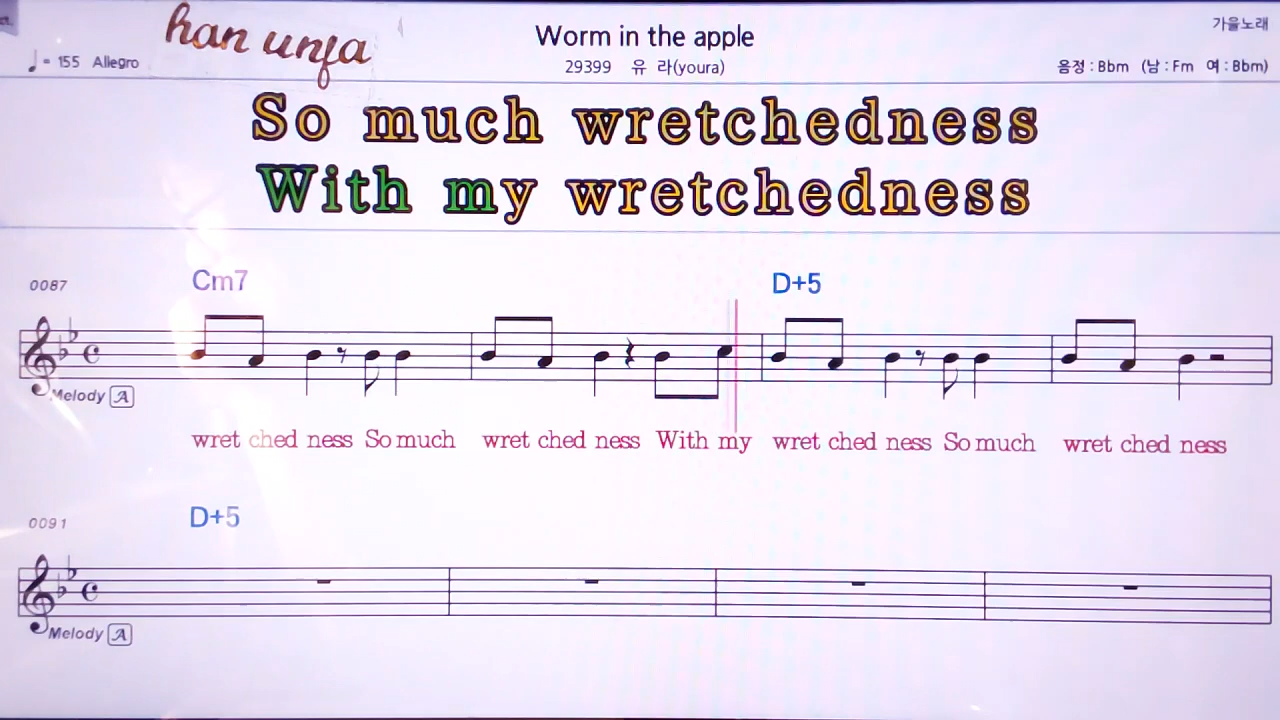 han unfa
Worm in the apple
가을노래
♩= 155 Allegro
29399 유 라(youra)
음정 : Bbm (남 : Fm 여 : Bbm)
So much wretchedness
With my wretchedness
0087
Cm7 D+5
Melody A
wret ched ness So much wret ched ness With my wret ched ness So much wret ched ness
0091
D+5
Melody A